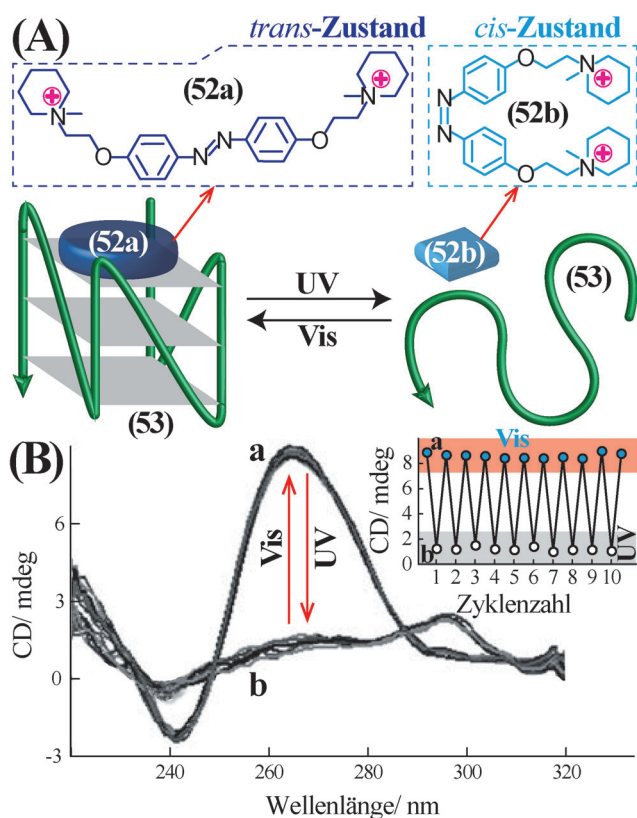 (A)
trans-Zustand
cis-Zustand
(52a)
(52b)
N
N
N
N
O
O
N
N
N
N
O
O
(52a)
(52b)
(53)
UV
Vis
(53)
(B)
a
b
Vis
UV
CD/ mdeg
6
3
0
-3
240
260
280
300
320
Wellenlänge/ nm
a
Vis
b
UV
CD/ mdeg
8
6
4
2
0
1 2 3 4 5 6 7 8 9 10
Zyklenzahl